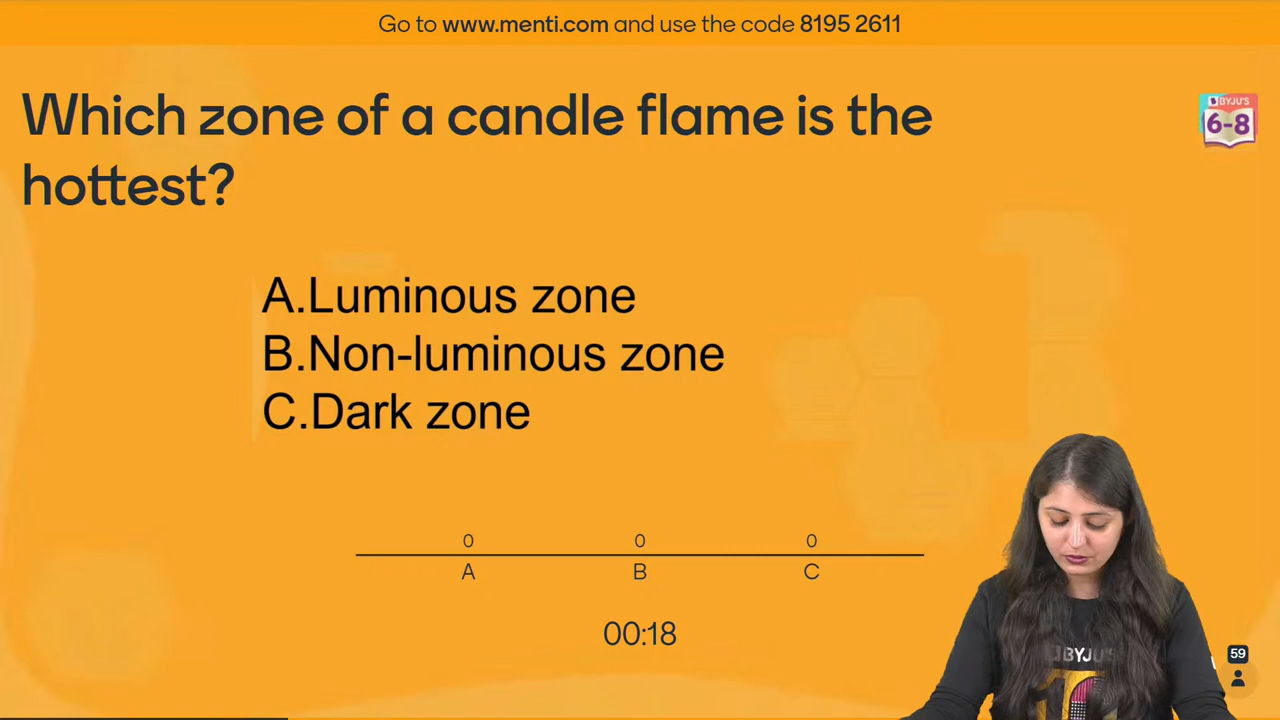 Go to www.menti.com and use the code 8195 2611
Which zone of a candle flame is the
hottest?
BYJU'S
6-8
A.Luminous zone
B.Non-luminous zone
C.Dark zone
0 0 0
A B C
00:18
59
BYJU'S